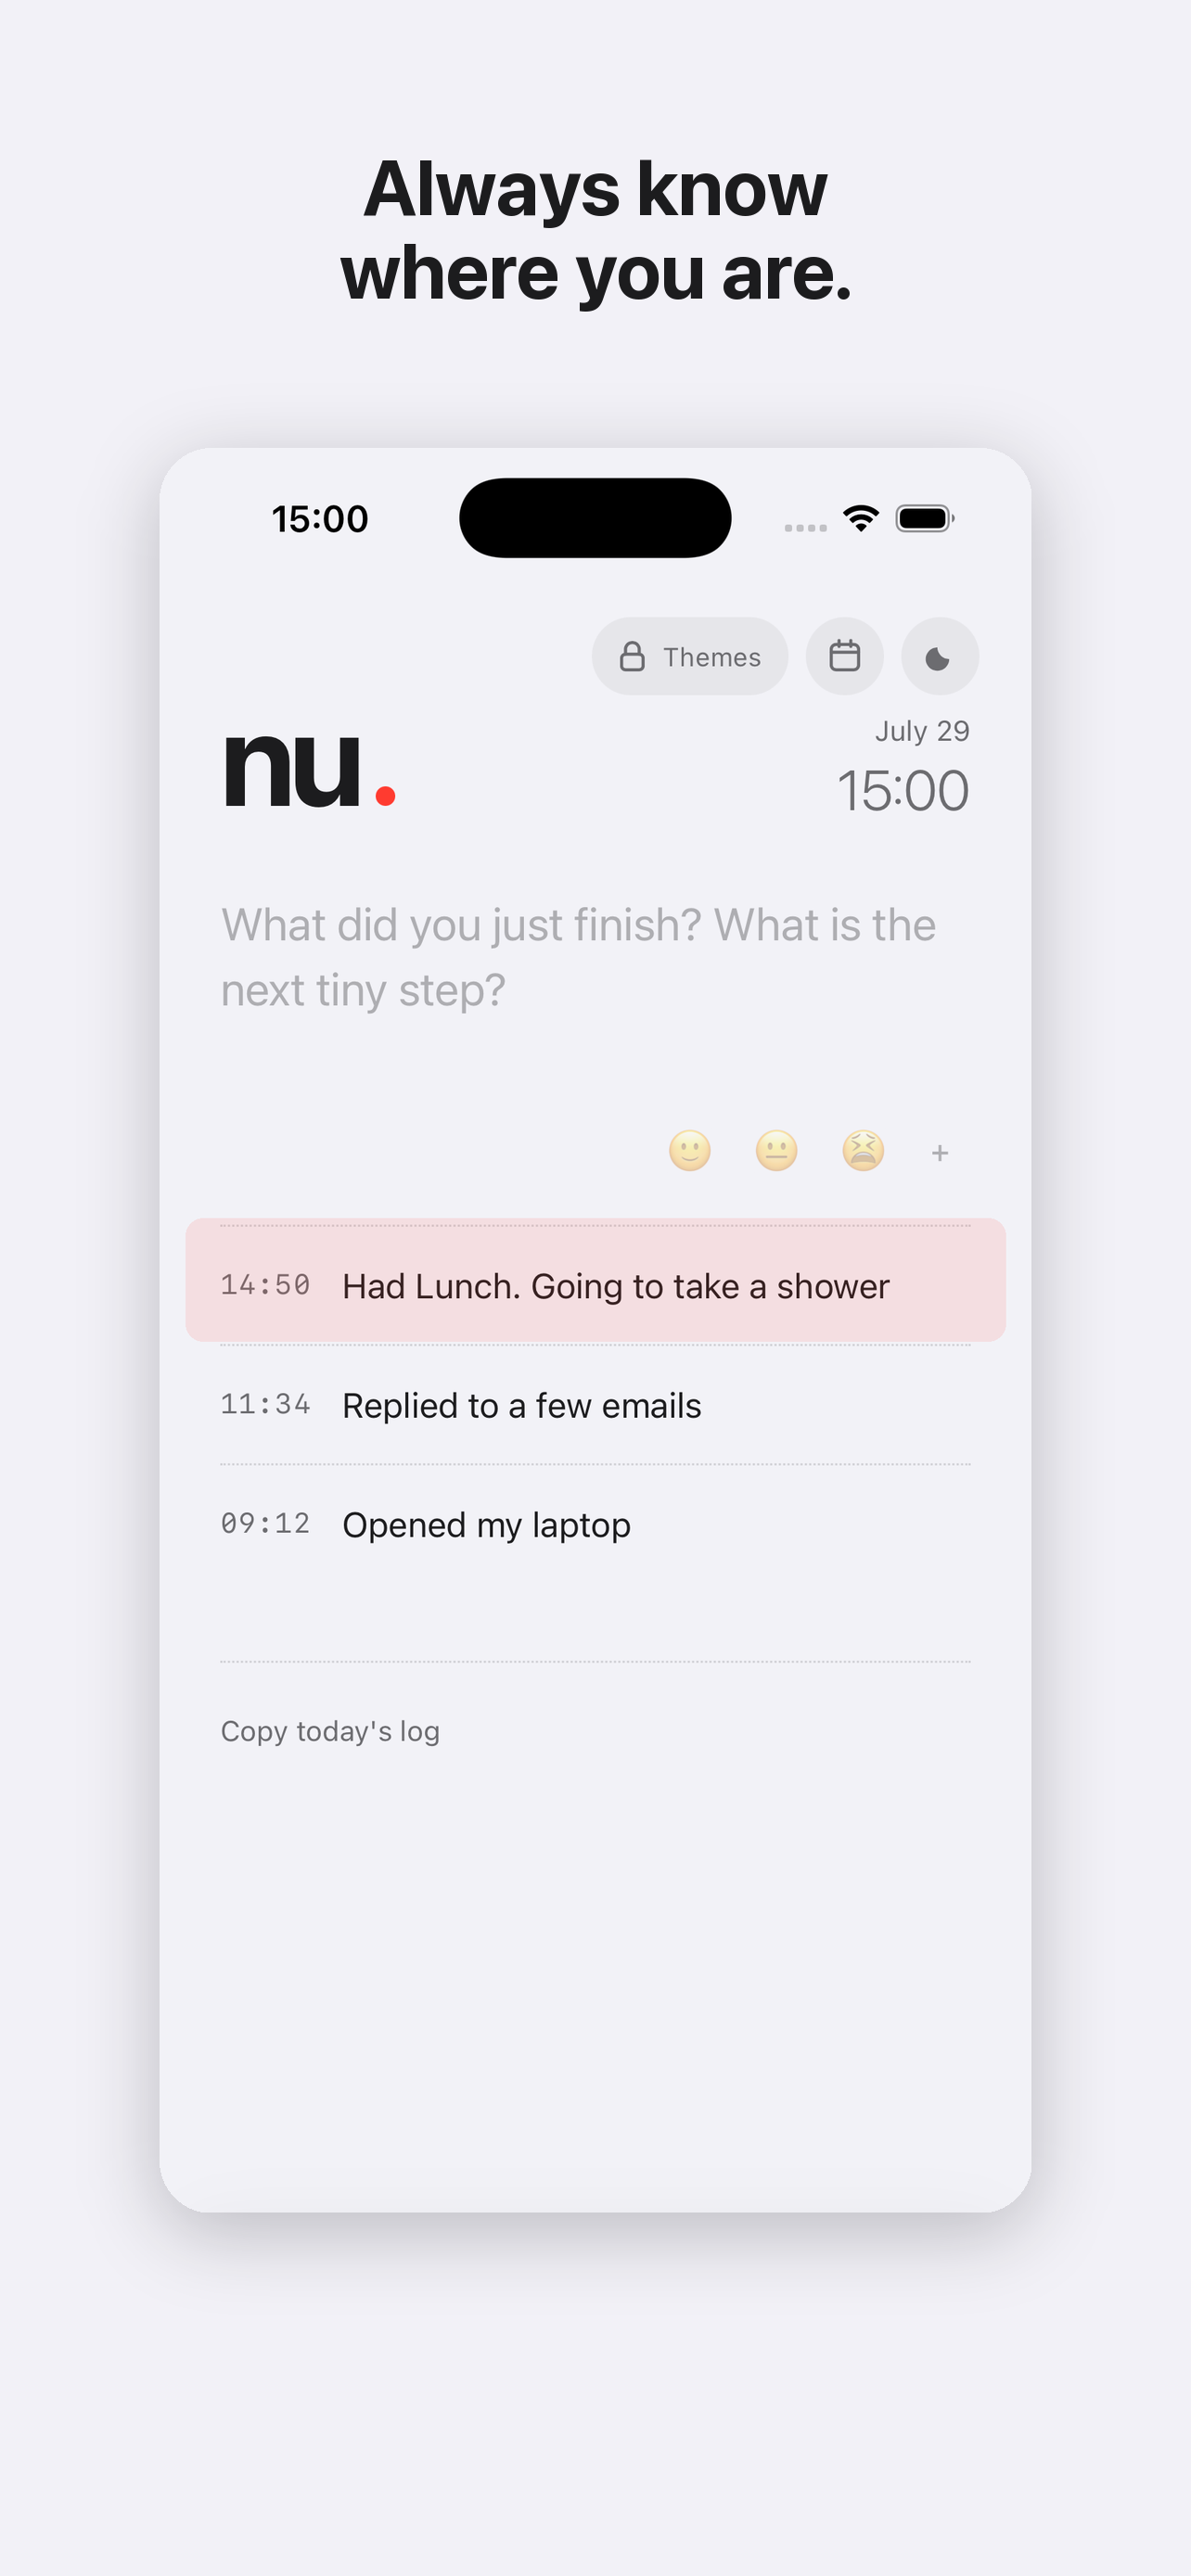 Always know
where you are.
15:00
Themes
July 29
nu.
15:00
What did you just finish? What is the
next tiny step?
+
14:50 Had Lunch. Going to take a shower
11:34 Replied to a few emails
09:12 Opened my laptop
Copy today's log